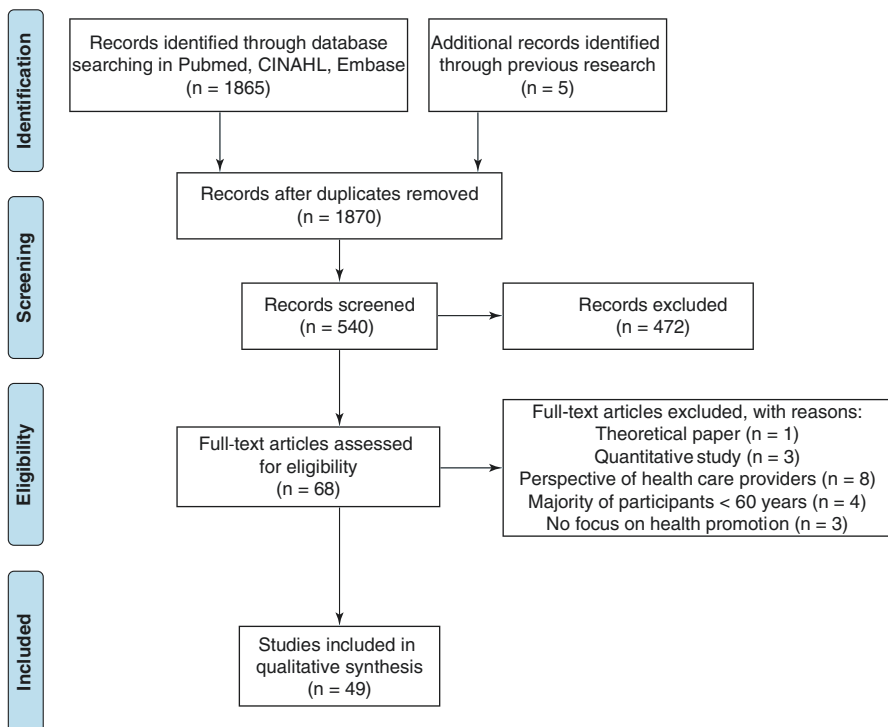 Identification
Records identified through database
searching in Pubmed, CINAHL, Embase
(n = 1865)
Additional records identified
through previous research
(n = 5)
Records after duplicates removed
(n = 1870)
Screening
Records screened
(n = 540)
Records excluded
(n = 472)
Eligibility
Full-text articles assessed
for eligibility
(n = 68)
Full-text articles excluded, with reasons:
Theoretical paper (n = 1)
Quantitative study (n = 3)
Perspective of health care providers (n = 8)
Majority of participants < 60 years (n = 4)
No focus on health promotion (n = 3)
Included
Studies included in
qualitative synthesis
(n = 49)